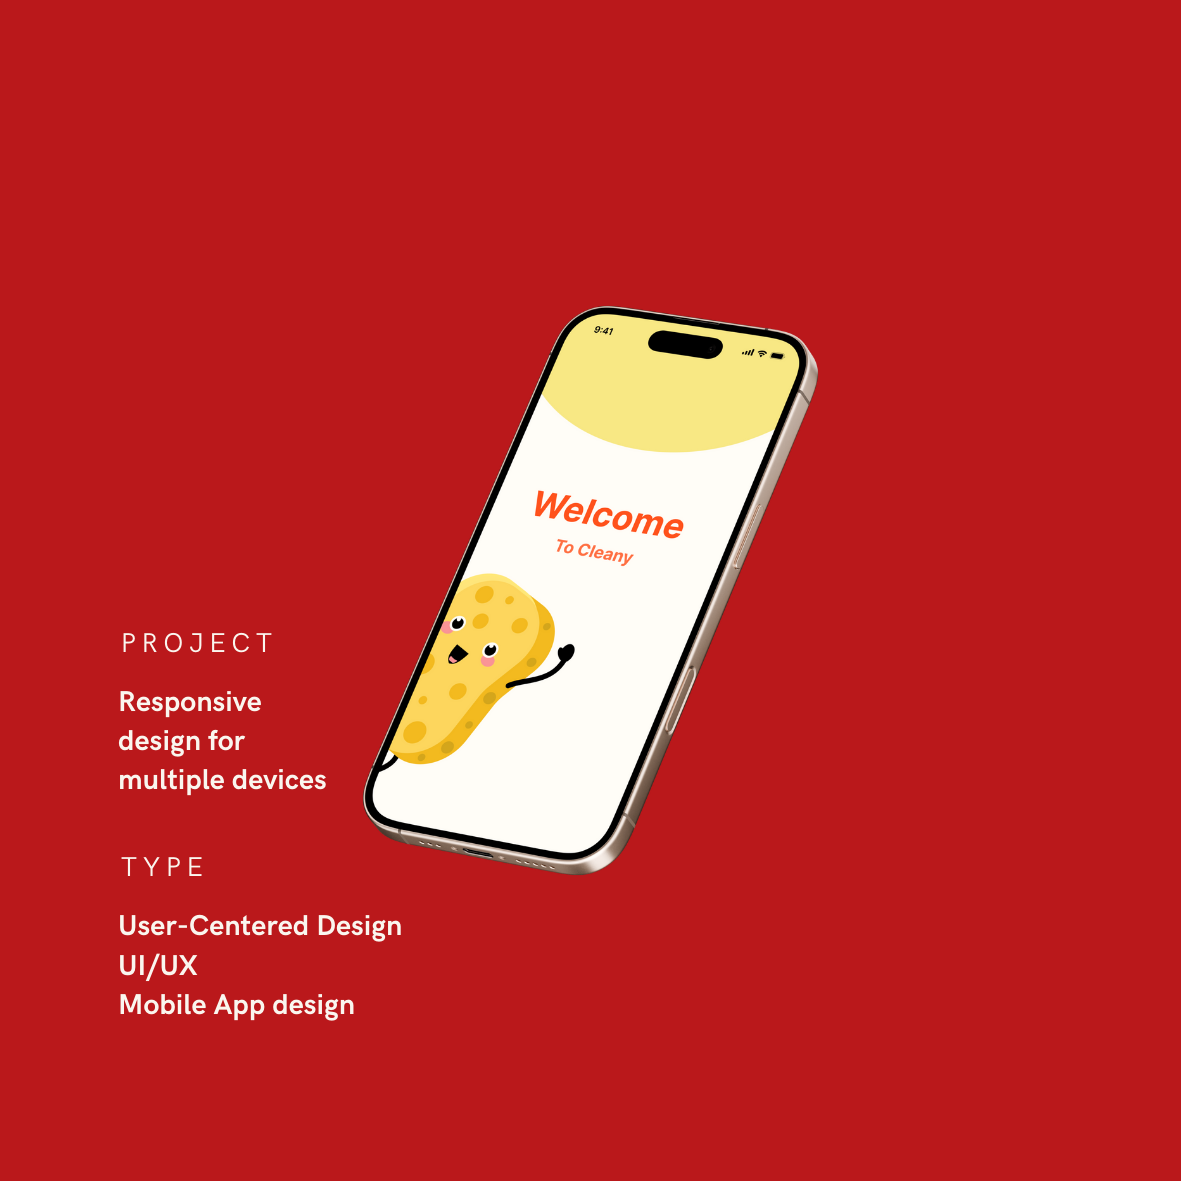 9:41
Welcome
To Cleany
PROJECT
Responsive
design for
multiple devices
TYPE
User-Centered Design
UI/UX
Mobile App design